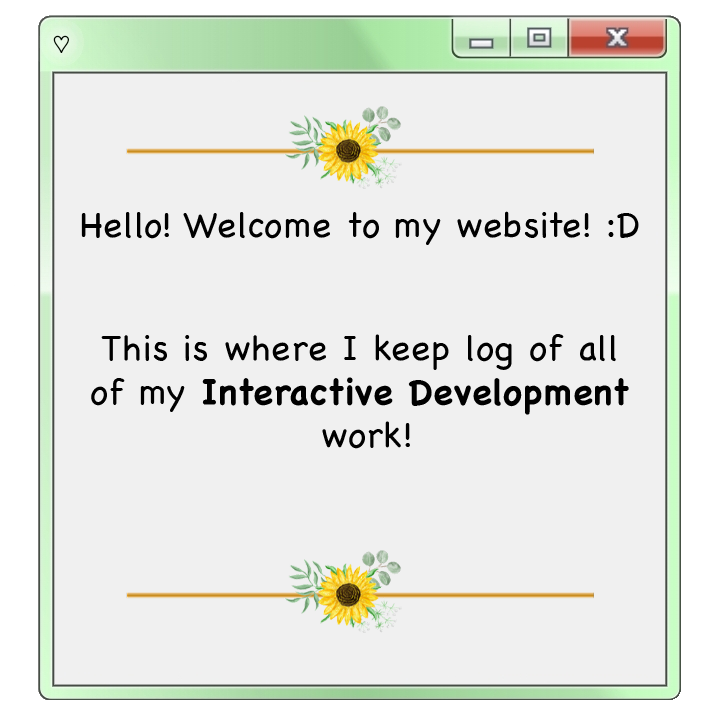 ♡
Hello! Welcome to my website! :D
This is where I keep log of all
of my Interactive Development
work!